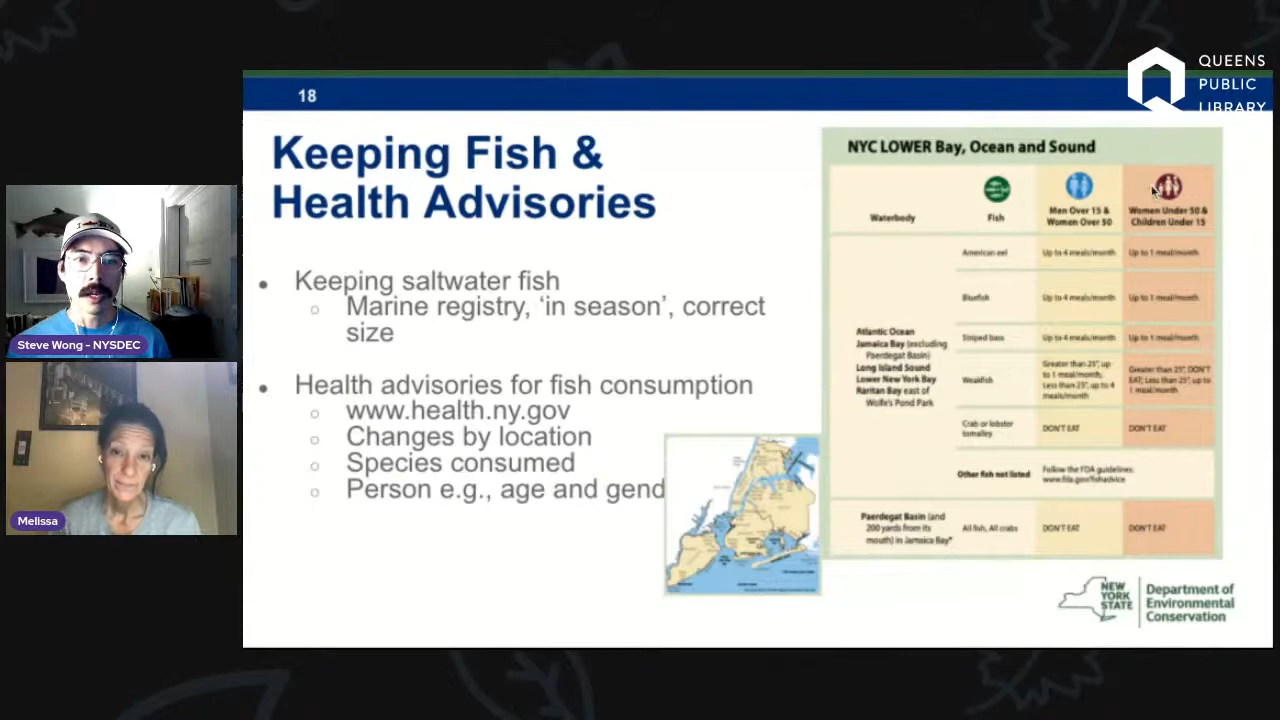 18
QUEENS
PUBLIC
LIBRARY
Keeping Fish &
Health Advisories
Keeping saltwater fish
Marine registry, ‘in season’, correct
size
Health advisories for fish consumption
www.health.ny.gov
Changes by location
Species consumed
Person e.g., age and gend
NYC LOWER Bay, Ocean and Sound
Waterbody
Fish
Men Over 15 &
Women Over 50
Women Under 50 &
Children Under 15
Atlantic Ocean
Jamaica Bay (excluding
Paerdegat Basin)
Long Island Sound
Lower New York Bay
Raritan Bay east of
Wolfe's Pond Park
American eel
Up to 4 meals/month
Up to 1 meal/month
Bluefish
Up to 4 meals/month
Up to 1 meal/month
Striped bass
Up to 4 meals/month
Up to 1 meal/month
Weakfish
Greater than 25", up
to 1 meal/month;
Less than 25", up to 4
meals/month
Greater than 25", DON'T
EAT; Less than 25", up to
1 meal/month
Crab or lobster
tomalley
DON'T EAT
DON'T EAT
Other fish not listed
Follow the FDA guidelines:
www.fda.gov/fishadvice
Paerdegat Basin (and
200 yards from its
mouth) in Jamaica Bay*
All fish, All crabs
DON'T EAT
DON'T EAT
NEW
YORK
STATE
Department of
Environmental
Conservation
Steve Wong - NYSDEC
Melissa